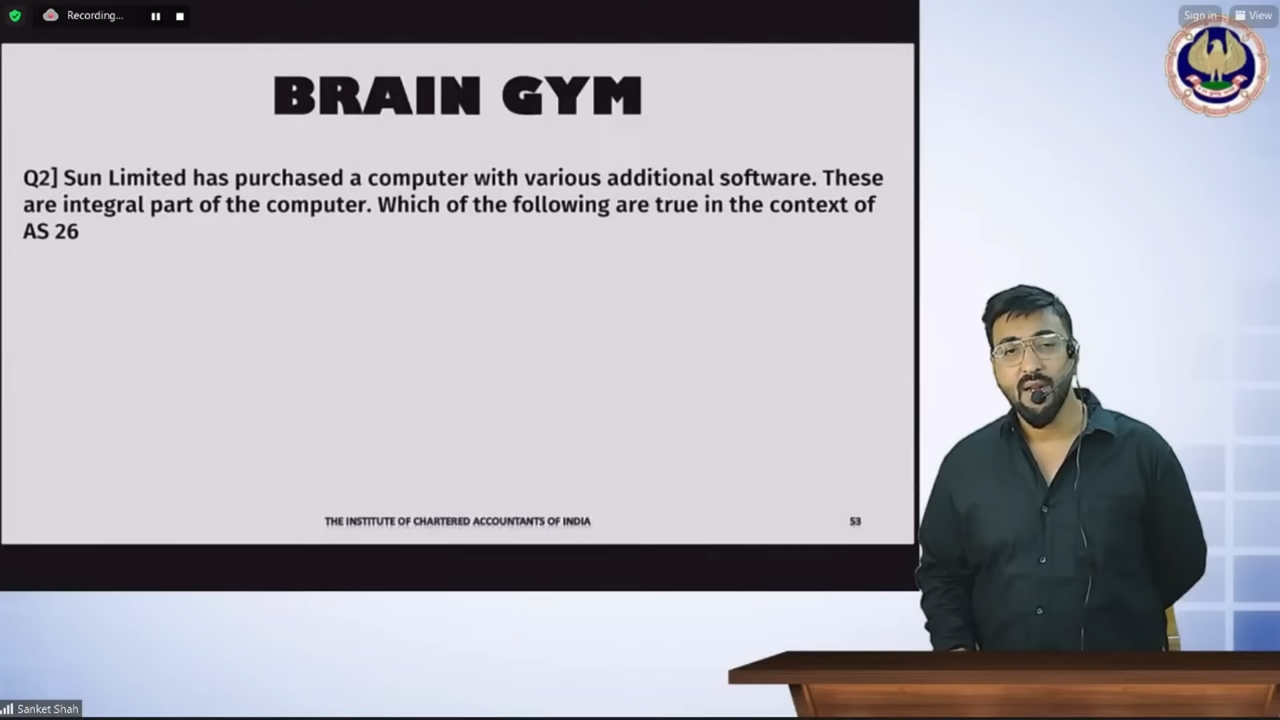 Recording...
Sign in
View
BRAIN GYM
Q2] Sun Limited has purchased a computer with various additional software. These
are integral part of the computer. Which of the following are true in the context of
AS 26
THE INSTITUTE OF CHARTERED ACCOUNTANTS OF INDIA
53
Sanket Shah